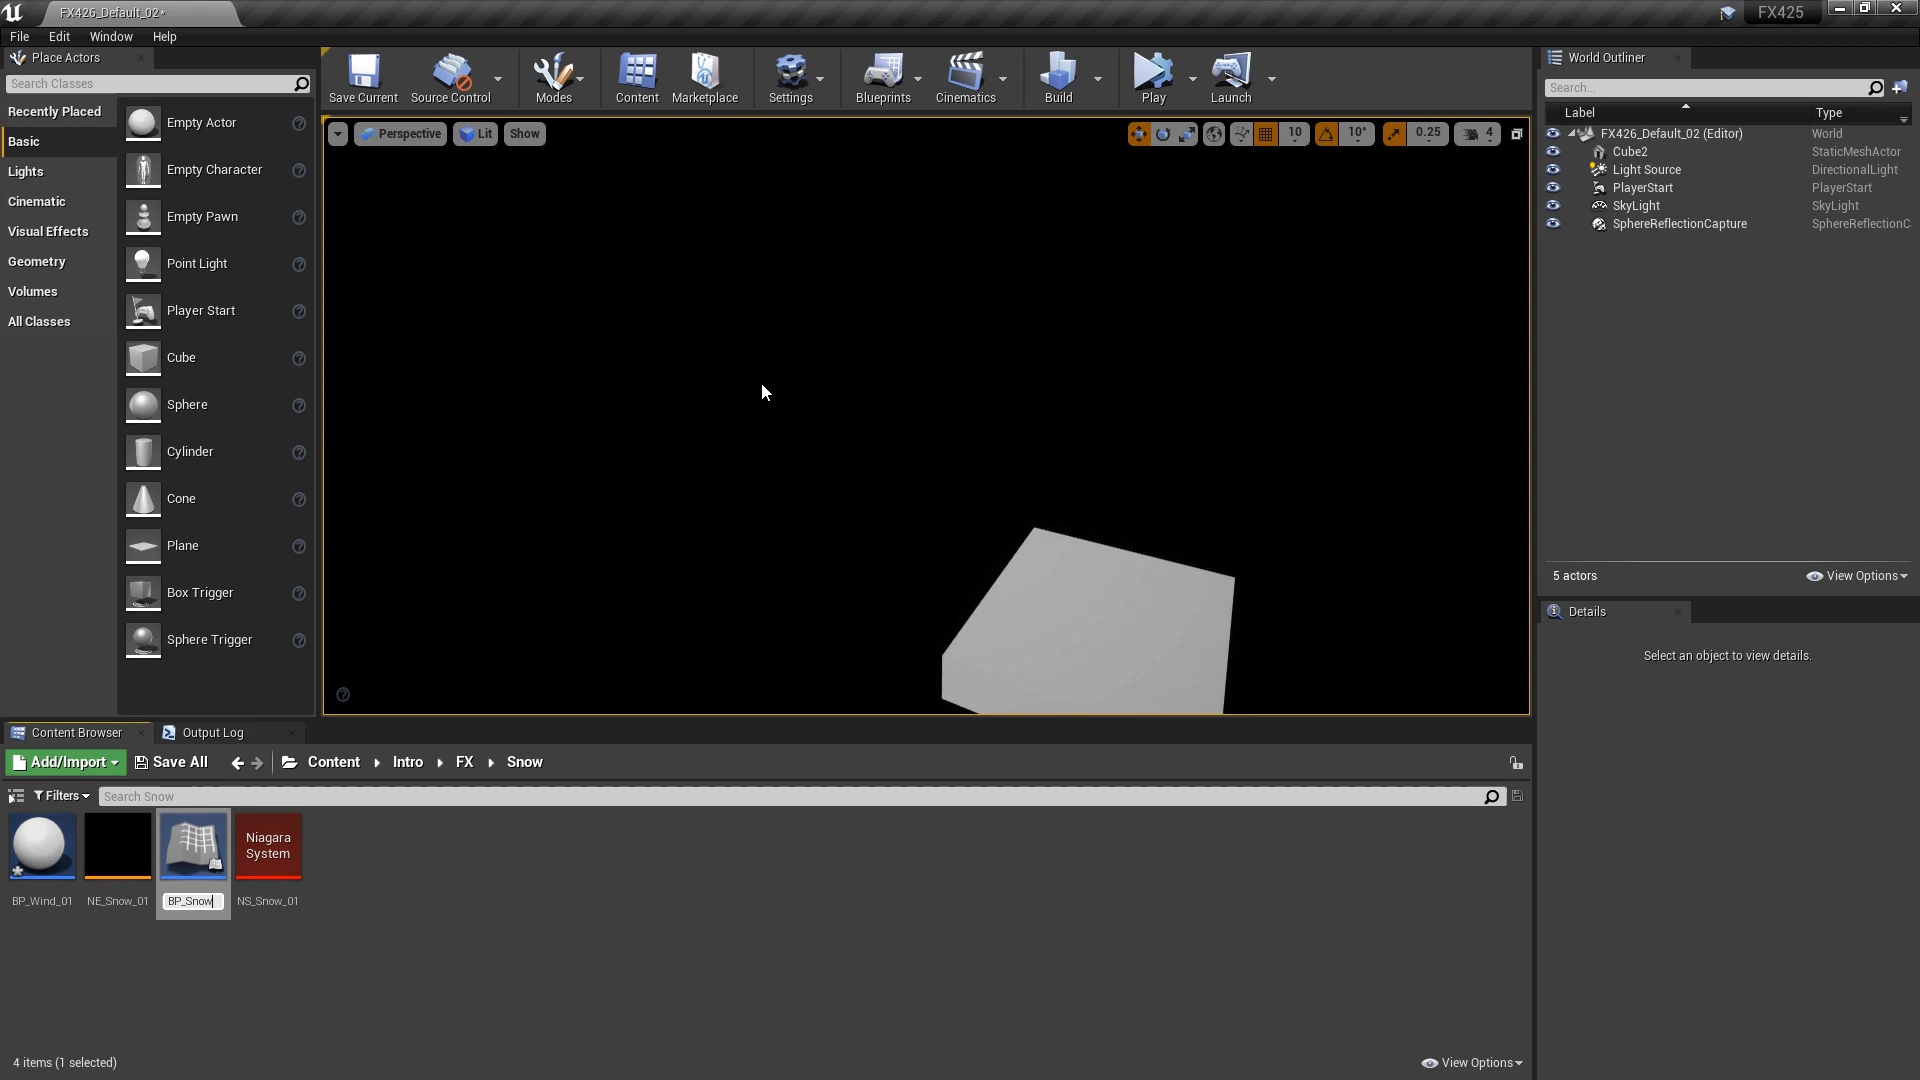 FX426_Default_02*
FX425
File Edit Window Help
Place Actors
Search Classes
Recently Placed
Basic
Lights
Cinematic
Visual Effects
Geometry
Volumes
All Classes
Empty Actor
Empty Character
Empty Pawn
Point Light
Player Start
Cube
Sphere
Cylinder
Cone
Plane
Box Trigger
Sphere Trigger
Save Current Source Control Modes Content Marketplace Settings Blueprints Cinematics Build Play Launch
Perspective Lit Show
10 10° 0.25 4
World Outliner
Search...
Label Type
FX426_Default_02 (Editor) World
Cube2 StaticMeshActor
Light Source DirectionalLight
PlayerStart PlayerStart
SkyLight SkyLight
SphereReflectionCapture SphereReflectionC
5 actors View Options
Details
Select an object to view details.
Content Browser Output Log
Add/Import Save All Content Intro FX Snow
Filters Search Snow
Niagara
System
BP_Wind_01 NE_Snow_01 BP_Snow NS_Snow_01
4 items (1 selected) View Options